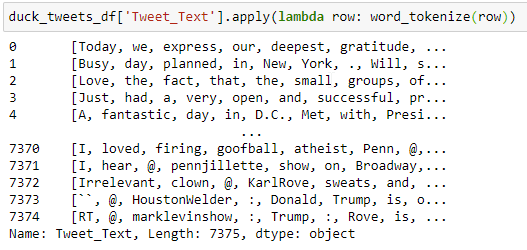 duck_tweets_df['Tweet_Text'].apply(lambda row: word_tokenize(row))
0 [Today, we, express, our, deepest, gratitude, ...
1 [Busy, day, planned, in, New, York, ., Will, s...
2 [Love, the, fact, that, the, small, groups, of...
3 [Just, had, a, very, open, and, successful, pr...
4 [A, fantastic, day, in, D.C., Met, with, Presi...
...
7370 [I, loved, firing, goofball, atheist, Penn, @,...
7371 [I, hear, @, pennjillette, show, on, Broadway,...
7372 [Irrelevant, clown, @, KarlRove, sweats, and, ...
7373 [``, @, HoustonWelder, :, Donald, Trump, is, o...
7374 [RT, @, marklevinshow, :, Trump, :, Rove, is, ...
Name: Tweet_Text, Length: 7375, dtype: object